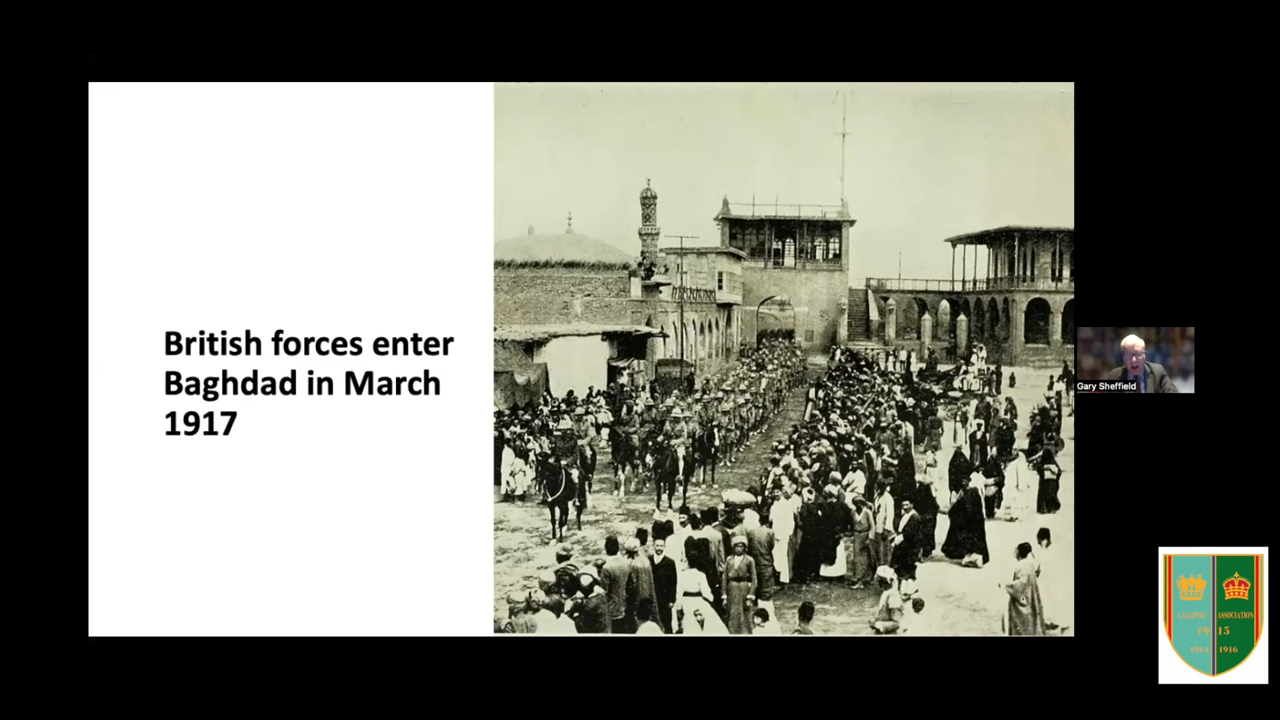 British forces enter
Baghdad in March
1917
Gary Sheffield
GALLIPOLI ASSOCIATION
19 15
1914 1916